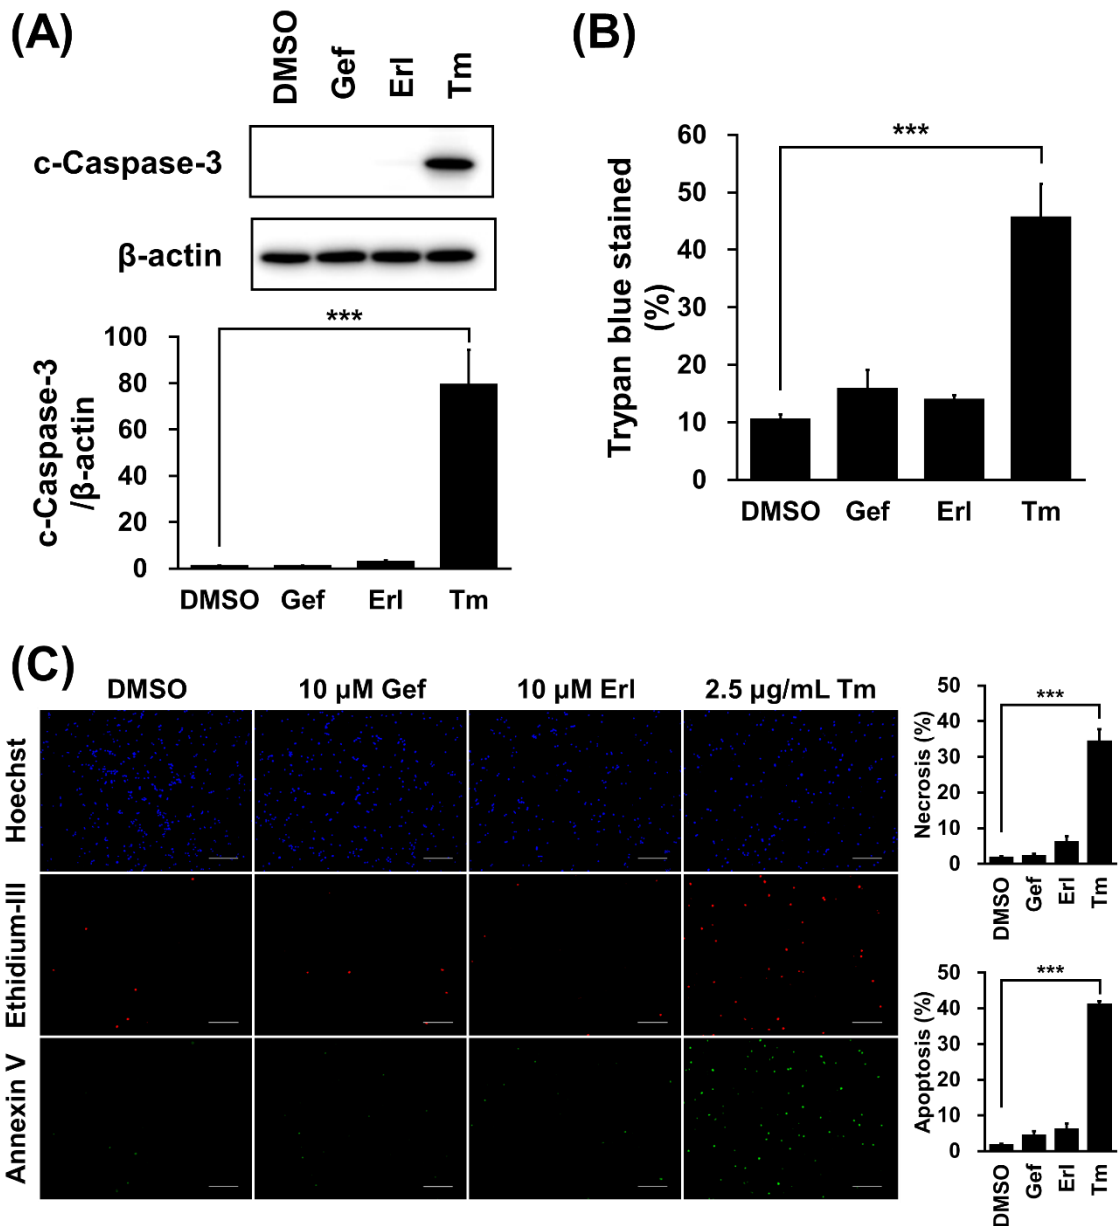 (A)
DMSO
Gef
Erl
Tm
c-Caspase-3
β-actin
c-Caspase-3
/β-actin
100
80
60
40
20
0
***
DMSO
Gef
Erl
Tm
(B)
Trypan blue stained
(%)
60
50
40
30
20
10
0
***
DMSO
Gef
Erl
Tm
(C)
DMSO
10 μM Gef
10 μM Erl
2.5 μg/mL Tm
Hoechst
Ethidium-III
Annexin V
Necrosis (%)
50
40
30
20
10
0
***
DMSO
Gef
Erl
Tm
Apoptosis (%)
50
40
30
20
10
0
***
DMSO
Gef
Erl
Tm